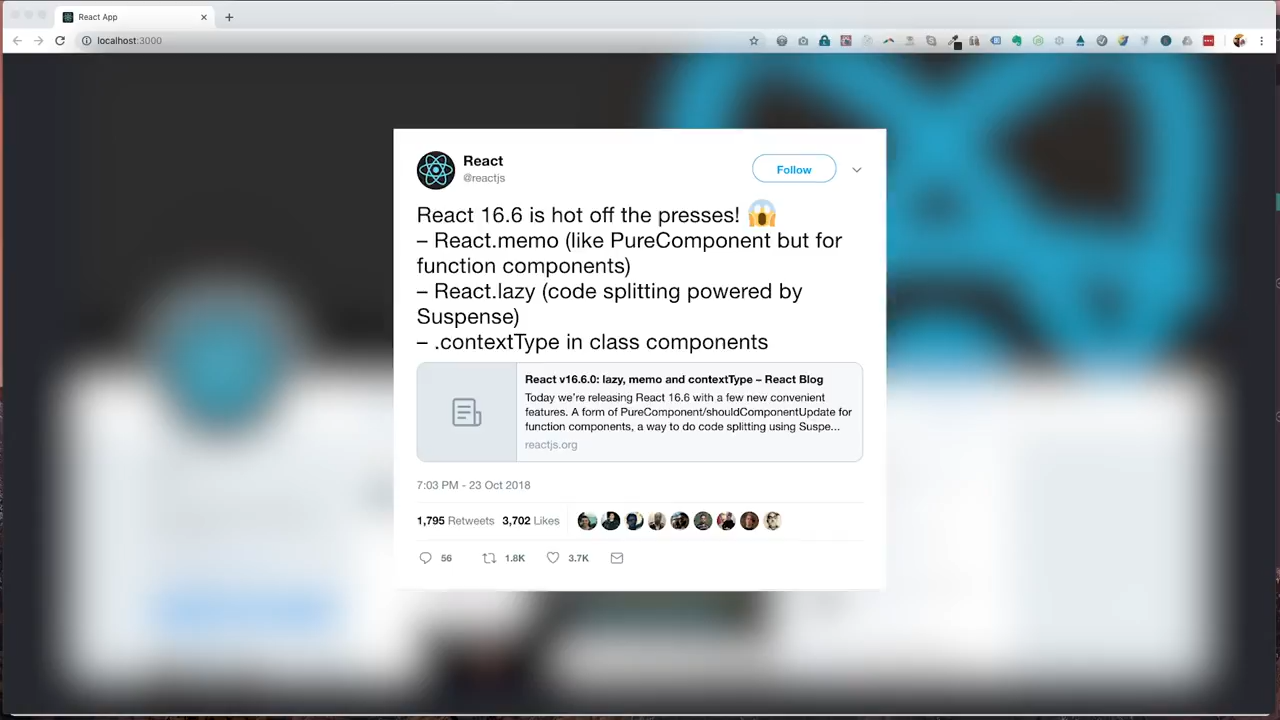 React App
localhost:3000
React
@reactjs
Follow
React 16.6 is hot off the presses! 😱
– React.memo (like PureComponent but for
function components)
– React.lazy (code splitting powered by
Suspense)
– .contextType in class components
React v16.6.0: lazy, memo and contextType – React Blog
Today we're releasing React 16.6 with a few new convenient
features. A form of PureComponent/shouldComponentUpdate for
function components, a way to do code splitting using Suspe...
reactjs.org
7:03 PM - 23 Oct 2018
1,795 Retweets 3,702 Likes
56 1.8K 3.7K